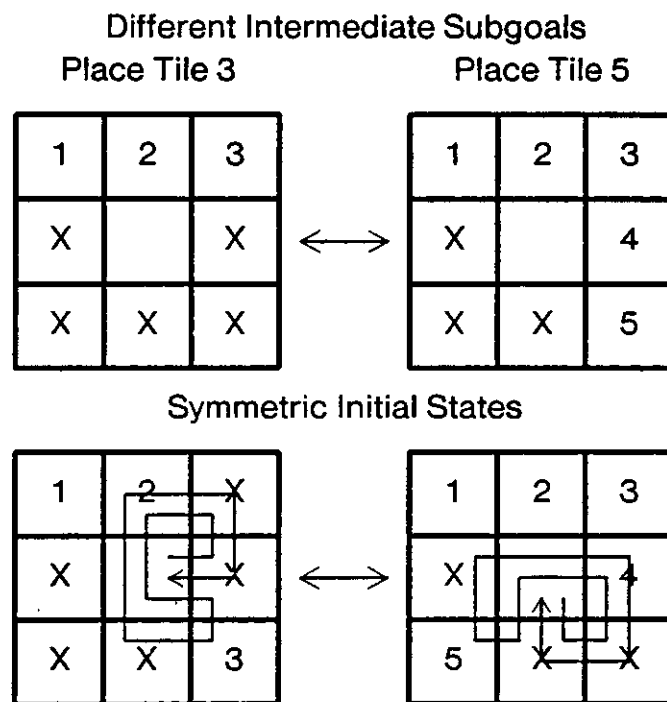 Different Intermediate Subgoals
Place Tile 3 Place Tile 5
1 2 3 1 2 3
X X X 4
X X X X X 5
Symmetric Initial States
1 2 X 1 2 3
X X X 4
X X 3 5 X X